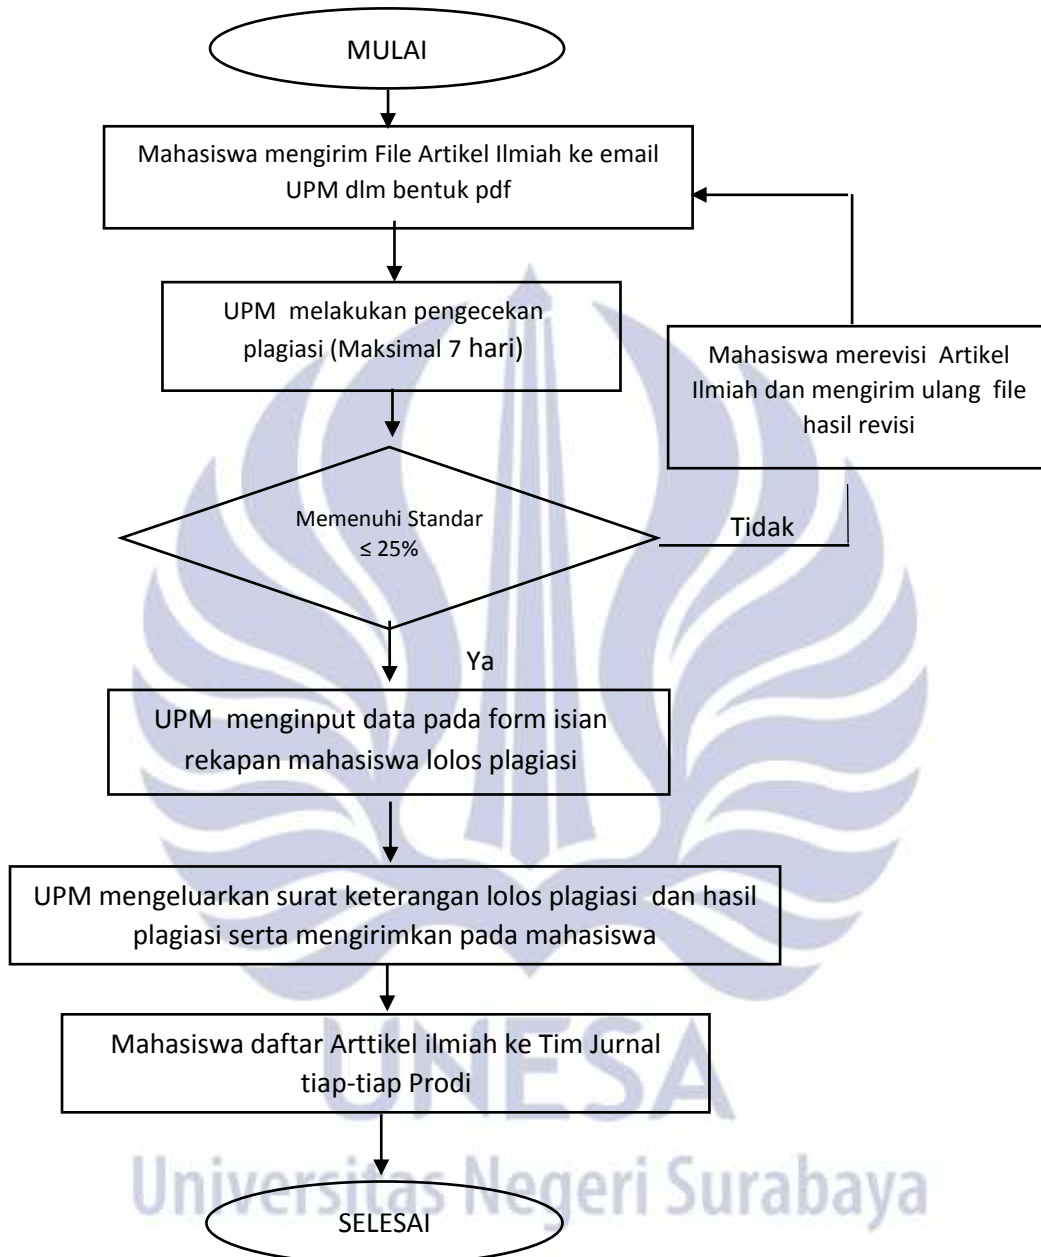 MULAI
Mahasiswa mengirim File Artikel Ilmiah ke email
UPM dlm bentuk pdf
UPM melakukan pengecekan
plagiasi (Maksimal 7 hari)
Mahasiswa merevisi Artikel
Ilmiah dan mengirim ulang file
hasil revisi
Memenuhi Standar
≤ 25%
Tidak
Ya
UPM menginput data pada form isian
rekapan mahasiswa lolos plagiasi
UPM mengeluarkan surat keterangan lolos plagiasi dan hasil
plagiasi serta mengirimkan pada mahasiswa
Mahasiswa daftar Arttikel ilmiah ke Tim Jurnal
tiap-tiap Prodi
UNESA
Universitas Negeri Surabaya
SELESAI